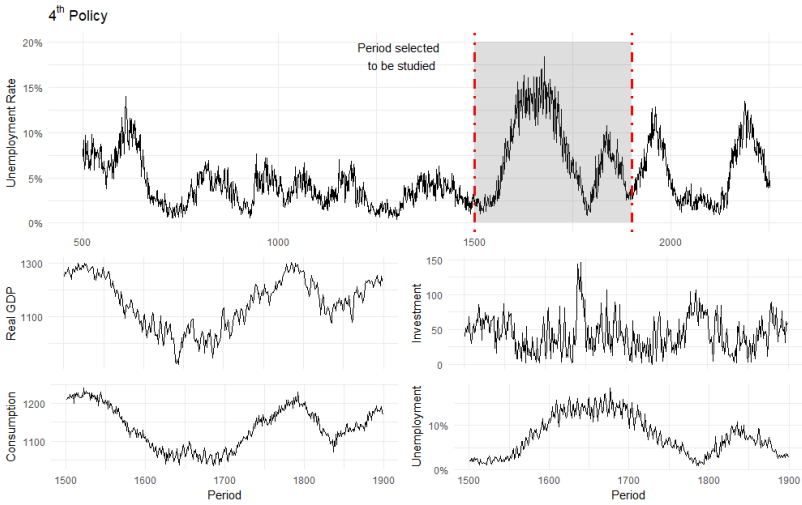 4th Policy
Period selected
to be studied
Unemployment Rate
20%
15%
10%
5%
0%
500
1000
1500
2000
Real GDP
1300
1100
Investment
150
100
50
0
Consumption
1200
1100
1500
1600
1700
1800
1900
Period
Unemployment
10%
0%
1500
1600
1700
1800
1900
Period